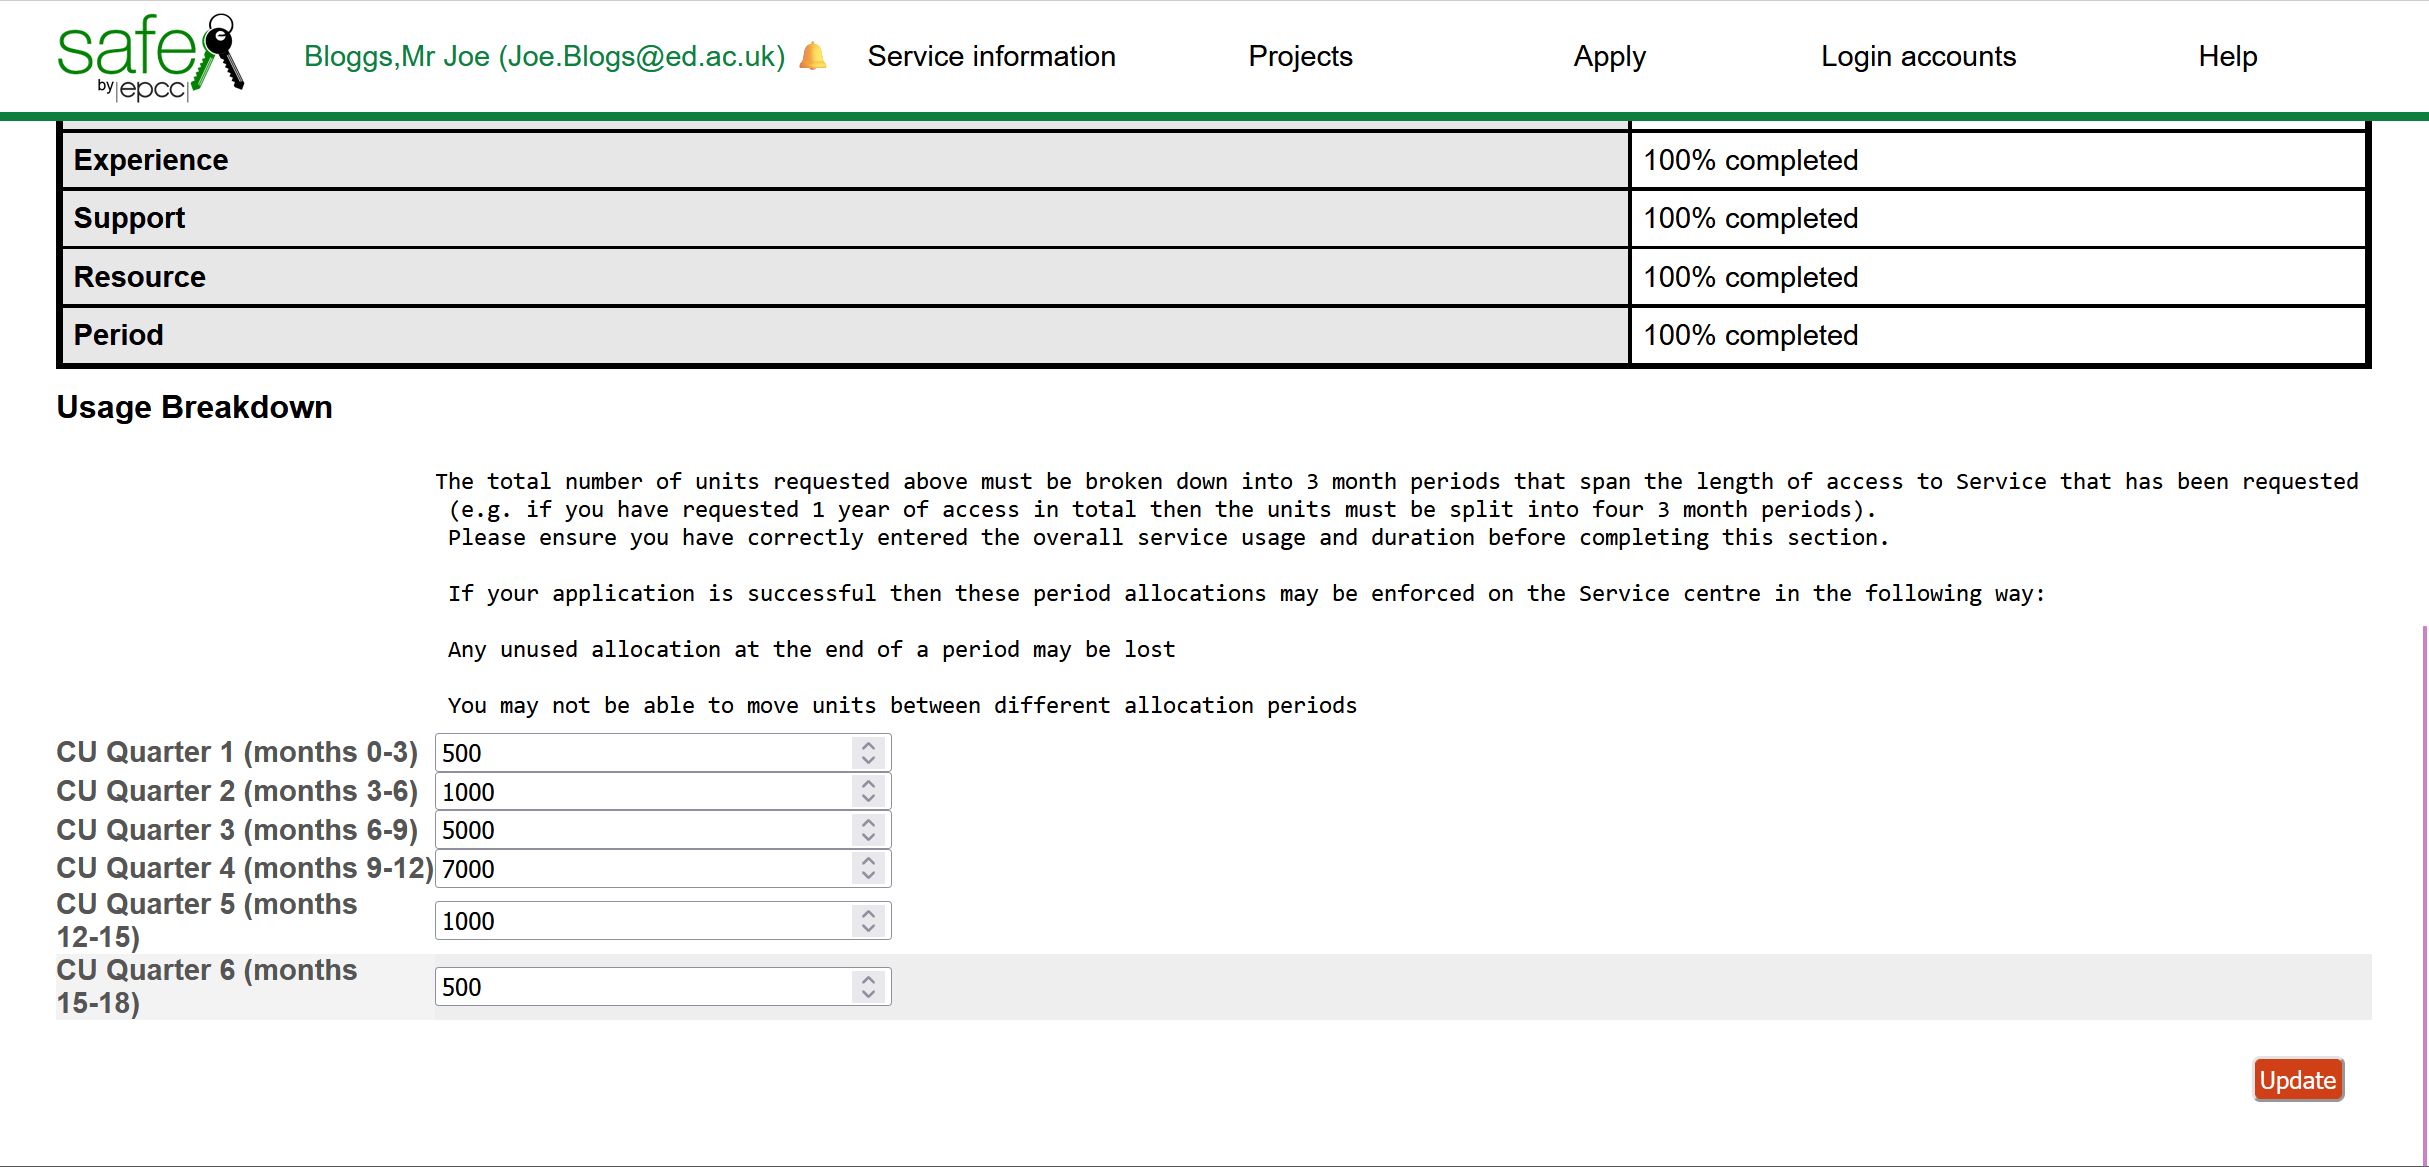 safe
by |epcc|
Bloggs,Mr Joe (Joe.Blogs@ed.ac.uk)
Service information
Projects
Apply
Login accounts
Help
Experience 100% completed
Support 100% completed
Resource 100% completed
Period 100% completed
Usage Breakdown
The total number of units requested above must be broken down into 3 month periods that span the length of access to Service that has been requested
(e.g. if you have requested 1 year of access in total then the units must be split into four 3 month periods).
Please ensure you have correctly entered the overall service usage and duration before completing this section.
If your application is successful then these period allocations may be enforced on the Service centre in the following way:
Any unused allocation at the end of a period may be lost
You may not be able to move units between different allocation periods
CU Quarter 1 (months 0-3) 500
CU Quarter 2 (months 3-6) 1000
CU Quarter 3 (months 6-9) 5000
CU Quarter 4 (months 9-12) 7000
CU Quarter 5 (months
12-15) 1000
CU Quarter 6 (months
15-18) 500
Update